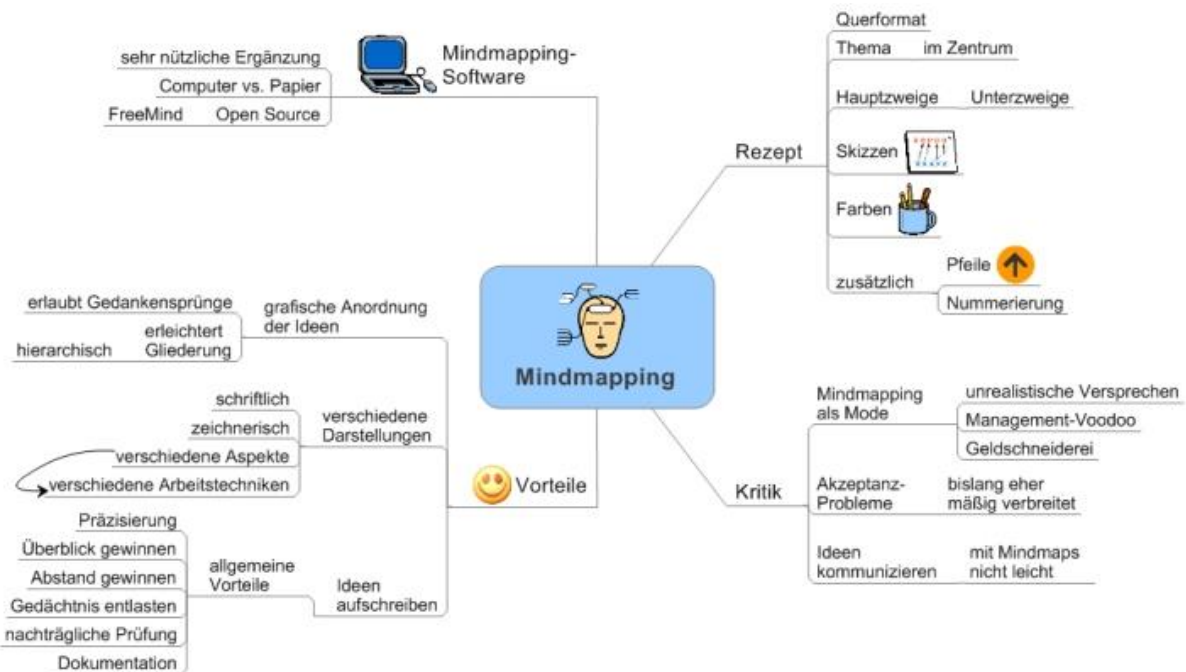 Mindmapping
Mindmapping-
Software
sehr nützliche Ergänzung
Computer vs. Papier
Open Source
FreeMind
Rezept
Querformat
Thema
im Zentrum
Hauptzweige
Unterzweige
Skizzen
Farben
zusätzlich
Pfeile
Nummerierung
Kritik
Mindmapping
als Mode
unrealistische Versprechen
Management-Voodoo
Geldschneiderei
Akzeptanz-
Probleme
bislang eher
mäßig verbreitet
Ideen
kommunizieren
mit Mindmaps
nicht leicht
Vorteile
grafische Anordnung
der Ideen
erlaubt Gedankensprünge
erleichtert
Gliederung
hierarchisch
verschiedene
Darstellungen
schriftlich
zeichnerisch
verschiedene Aspekte
verschiedene Arbeitstechniken
Ideen
aufschreiben
allgemeine
Vorteile
Präzisierung
Überblick gewinnen
Abstand gewinnen
Gedächtnis entlasten
nachträgliche Prüfung
Dokumentation